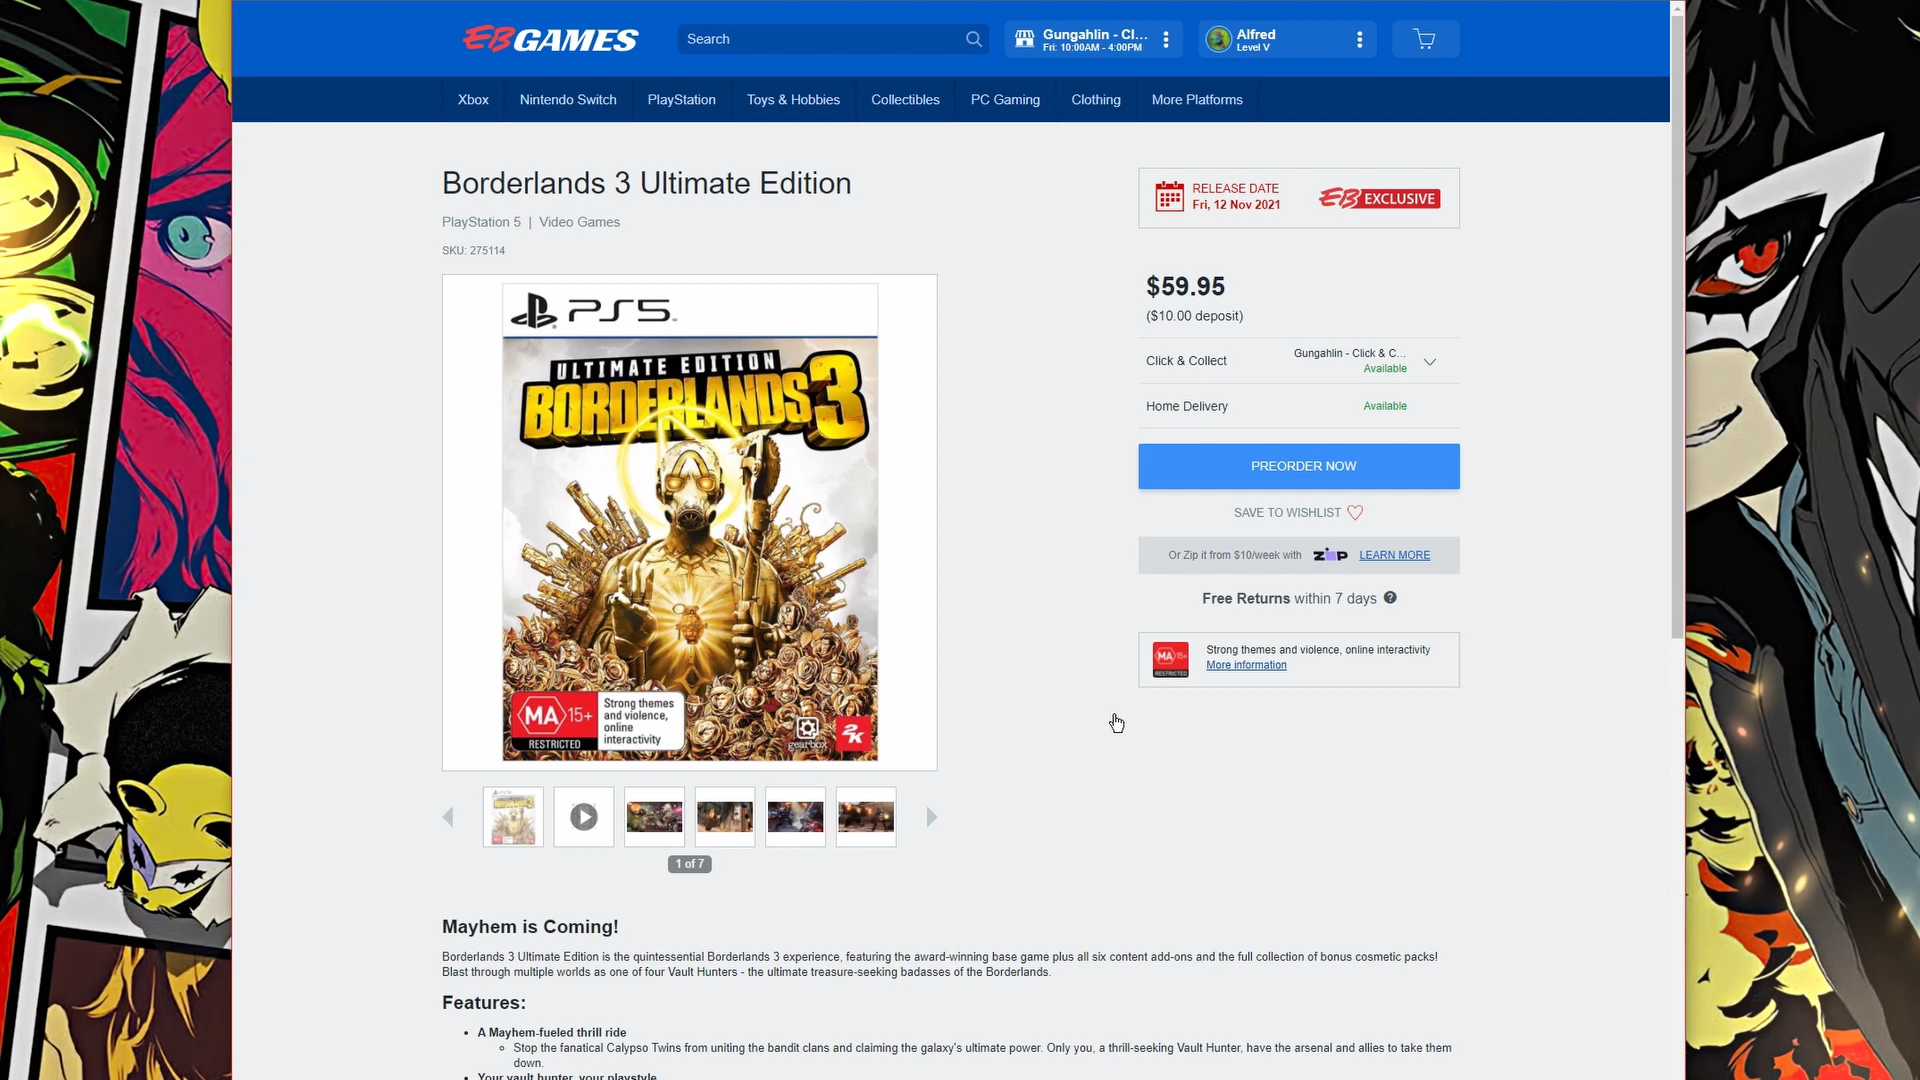 EB GAMES
Search
Gungahlin - Cl...
Fri: 10:00AM - 4:00PM
Alfred
Level V
Xbox
Nintendo Switch
PlayStation
Toys & Hobbies
Collectibles
PC Gaming
Clothing
More Platforms
Borderlands 3 Ultimate Edition
PlayStation 5 | Video Games
SKU: 275114
RELEASE DATE
Fri, 12 Nov 2021
EB EXCLUSIVE
$59.95
($10.00 deposit)
Click & Collect
Gungahlin - Click & C...
Available
Home Delivery
Available
PREORDER NOW
SAVE TO WISHLIST
Or Zip it from $10/week with zip LEARN MORE
Free Returns within 7 days ?
MA 15+
RESTRICTED
Strong themes and violence, online interactivity
More information
PS5
ULTIMATE EDITION
BORDERLANDS 3
MA 15+
RESTRICTED
Strong themes
and violence,
online
interactivity
gearbox
2K
1 of 7
Mayhem is Coming!
Borderlands 3 Ultimate Edition is the quintessential Borderlands 3 experience, featuring the award-winning base game plus all six content add-ons and the full collection of bonus cosmetic packs!
Blast through multiple worlds as one of four Vault Hunters - the ultimate treasure-seeking badasses of the Borderlands.
Features:
• A Mayhem-fueled thrill ride
Stop the fanatical Calypso Twins from uniting the bandit clans and claiming the galaxy's ultimate power. Only you, a thrill-seeking Vault Hunter, have the arsenal and allies to take them
down.
• Your vault hunter, your playstyle